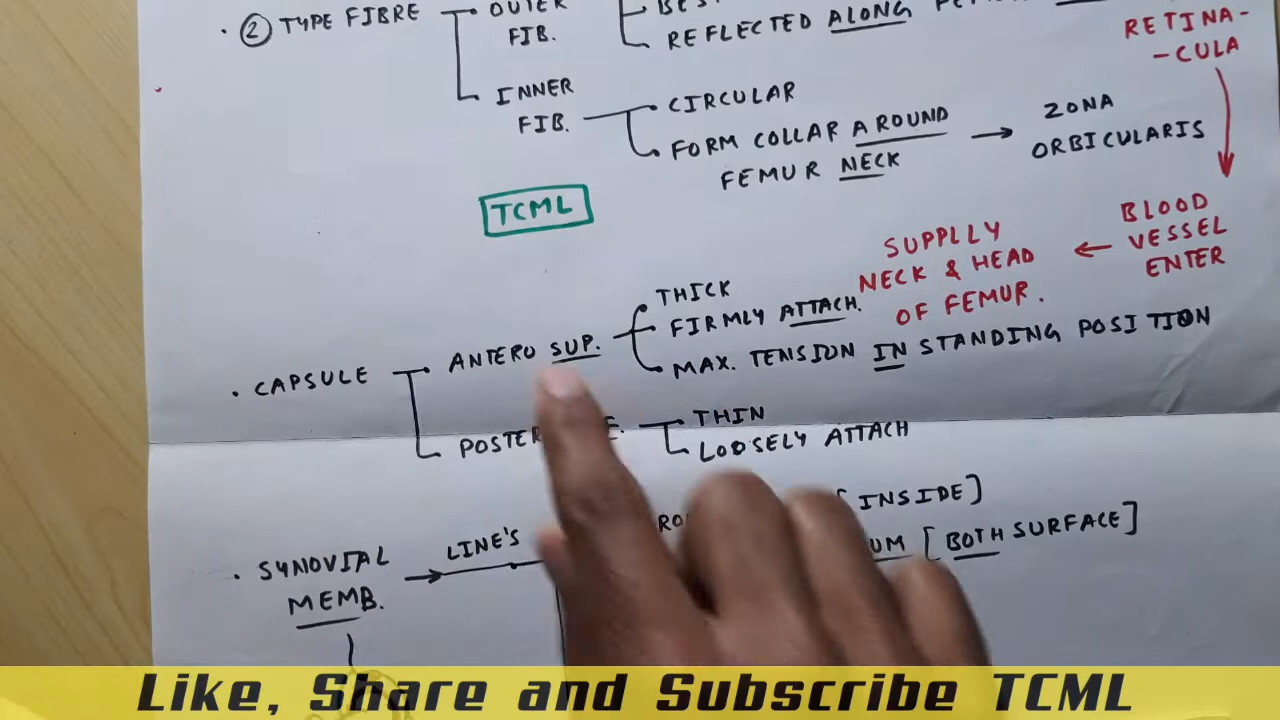 ② TYPE FIBRE
OUTER
FIB.
REFLECTED ALONG
RETINA-
-CULA
INNER
FIB.
CIRCULAR
FORM COLLAR AROUND
FEMUR NECK
ZONA
ORBICULARIS
TCML
BLOOD
VESSEL
ENTER
SUPPLLY
NECK & HEAD
OF FEMUR.
• CAPSULE
ANTERO SUP.
THICK
FIRMLY ATTACH.
MAX. TENSION IN STANDING POSITION
THIN
LOOSELY ATTACH
• SYNOVIAL
MEMB.
LINE'S
[INSIDE]
[BOTH SURFACE]
Like, Share and Subscribe TCML